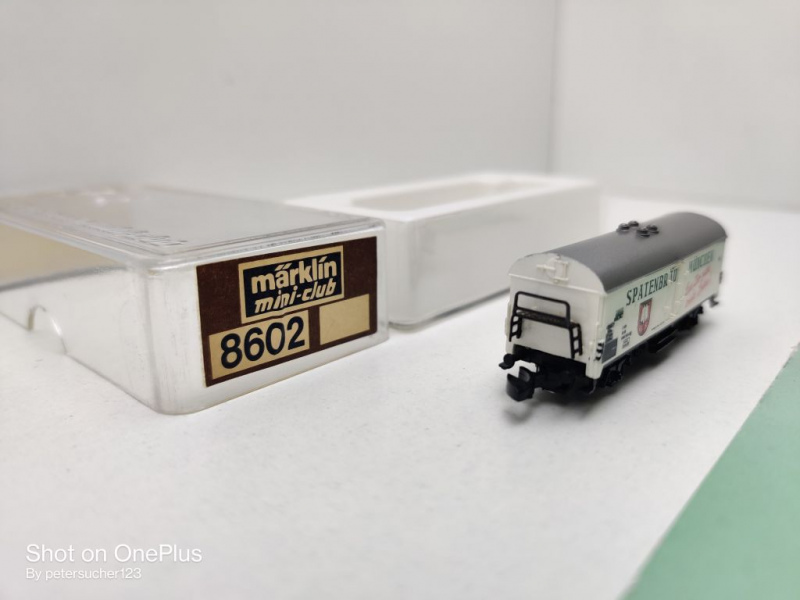 märklin
mini-club
8602
SPATENBRÄU
MÜNCHEN
Shot on OnePlus
By petersucher123